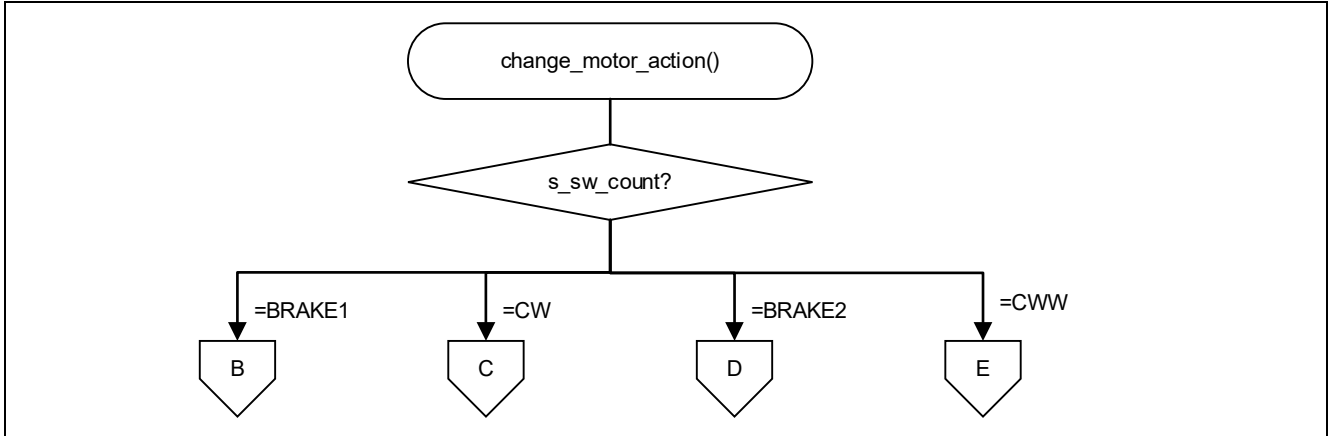 change_motor_action()
s_sw_count?
=BRAKE1
=CW
=BRAKE2
=CWW
B
C
D
E